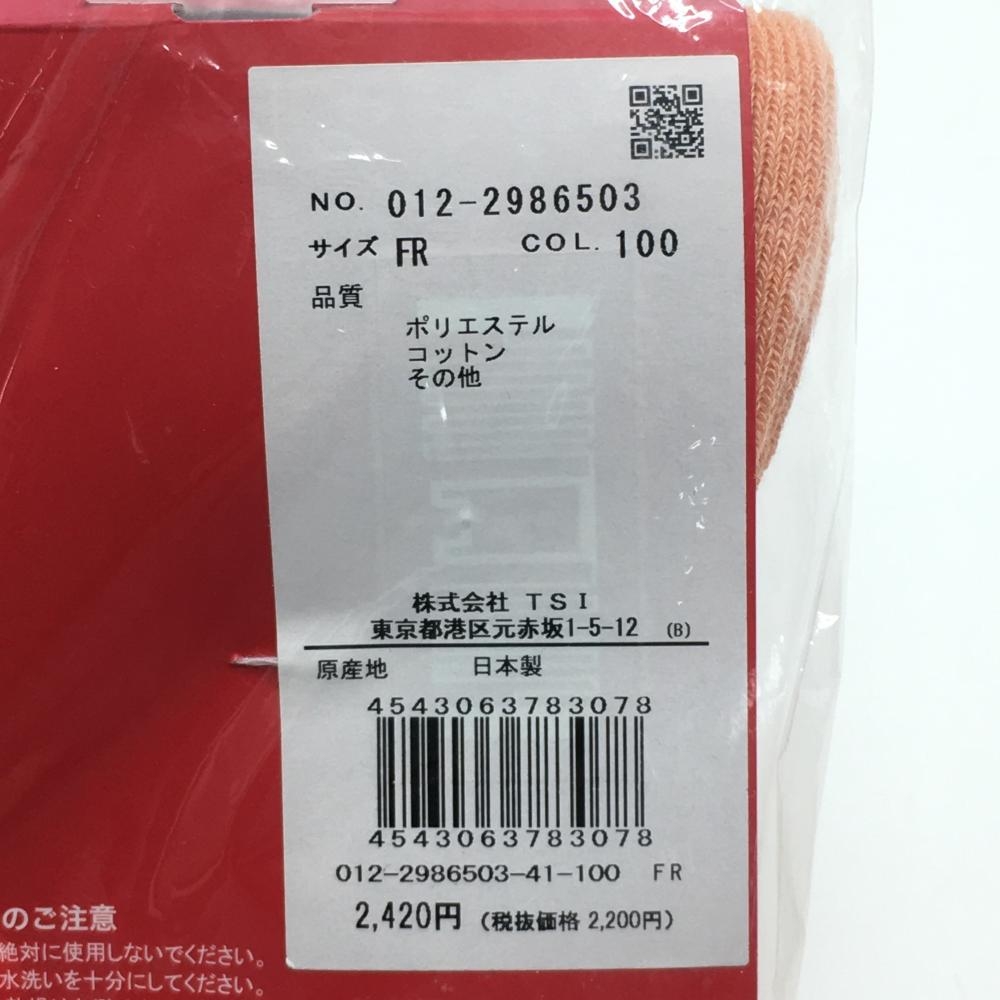 NO. 012-2986503
サイズ FR COL. 100
品質
ポリエステル
コットン
その他
株式会社 TSI
東京都港区元赤坂1-5-12 (B)
原産地 日本製
4543063783078
4543063783078
012-2986503-41-100 FR
2,420円 (税抜価格 2,200円)
のご注意
絶対に使用しないでください。
水洗いを十分にしてください。